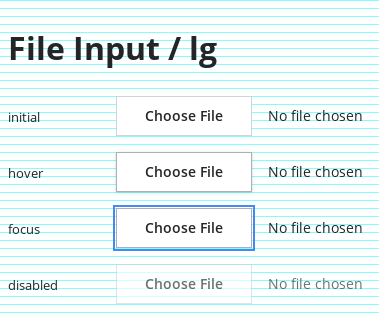 File Input / lg
initial Choose File No file chosen
hover Choose File No file chosen
focus Choose File No file chosen
disabled Choose File No file chosen